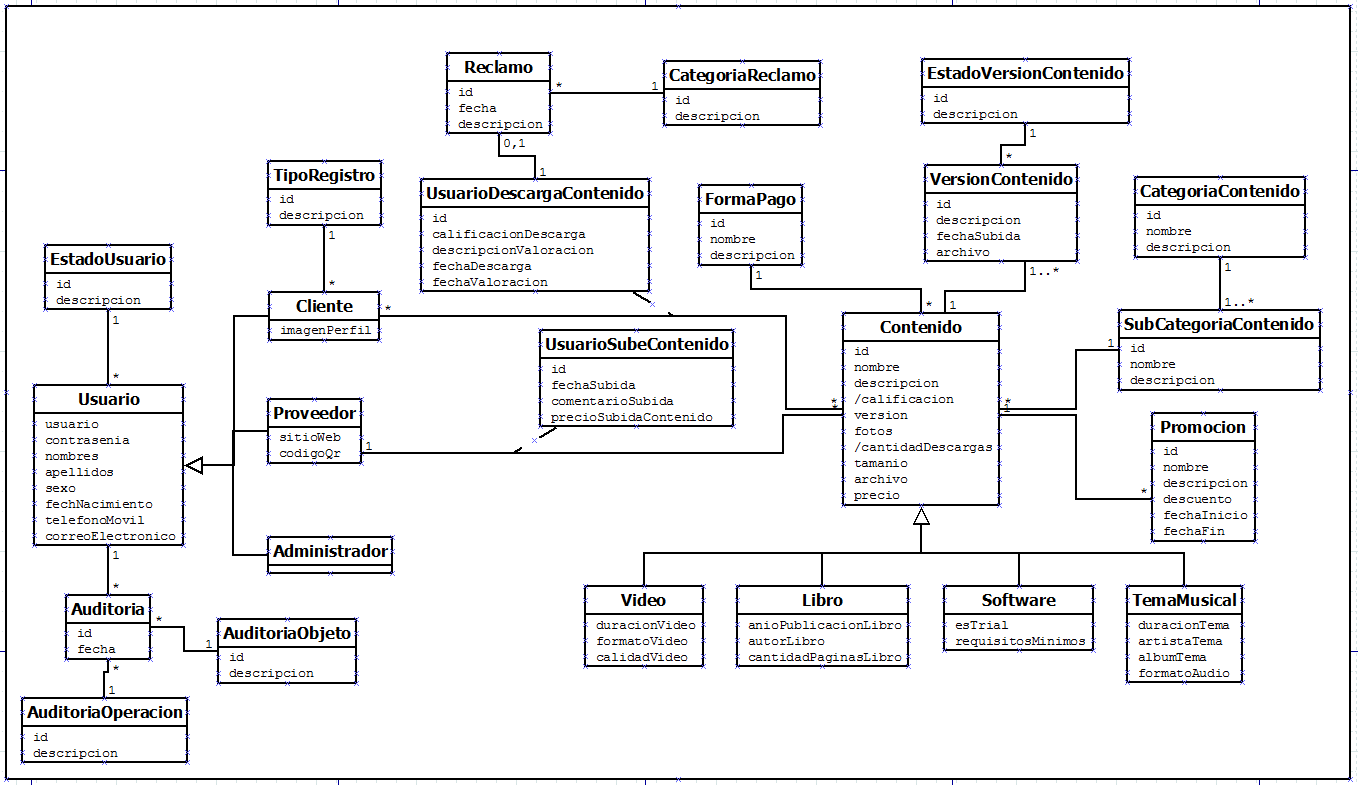 Reclamo
id
fecha
descripcion
*
1
CategoriaReclamo
id
descripcion
EstadoVersionContenido
id
descripcion
0,1
1
1
*
TipoRegistro
id
descripcion
1
*
UsuarioDescargaContenido
id
calificacionDescarga
descripcionValoracion
fechaDescarga
fechaValoracion
FormaPago
id
nombre
descripcion
1
*
VersionContenido
id
descripcion
fechaSubida
archivo
1..*
1
CategoriaContenido
id
nombre
descripcion
1
1..*
EstadoUsuario
id
descripcion
1
*
Cliente
imagenPerfil
*
*
UsuarioSubeContenido
id
fechaSubida
comentarioSubida
precioSubidaContenido
Contenido
id
nombre
descripcion
/calificacion
version
fotos
/cantidadDescargas
tamanio
archivo
precio
SubCategoriaContenido
id
nombre
descripcion
1
*
1
*
Usuario
usuario
contrasenia
nombres
apellidos
sexo
fechNacimiento
telefonoMovil
correoElectronico
Proveedor
sitioWeb
codigoQr
1
*
Promocion
id
nombre
descripcion
descuento
fechaInicio
fechaFin
Administrador
1
*
Auditoria
id
fecha
*
1
AuditoriaObjeto
id
descripcion
*
1
AuditoriaOperacion
id
descripcion
Video
duracionVideo
formatoVideo
calidadVideo
Libro
anioPublicacionLibro
autorLibro
cantidadPaginasLibro
Software
esTrial
requisitosMinimos
TemaMusical
duracionTema
artistaTema
albumTema
formatoAudio